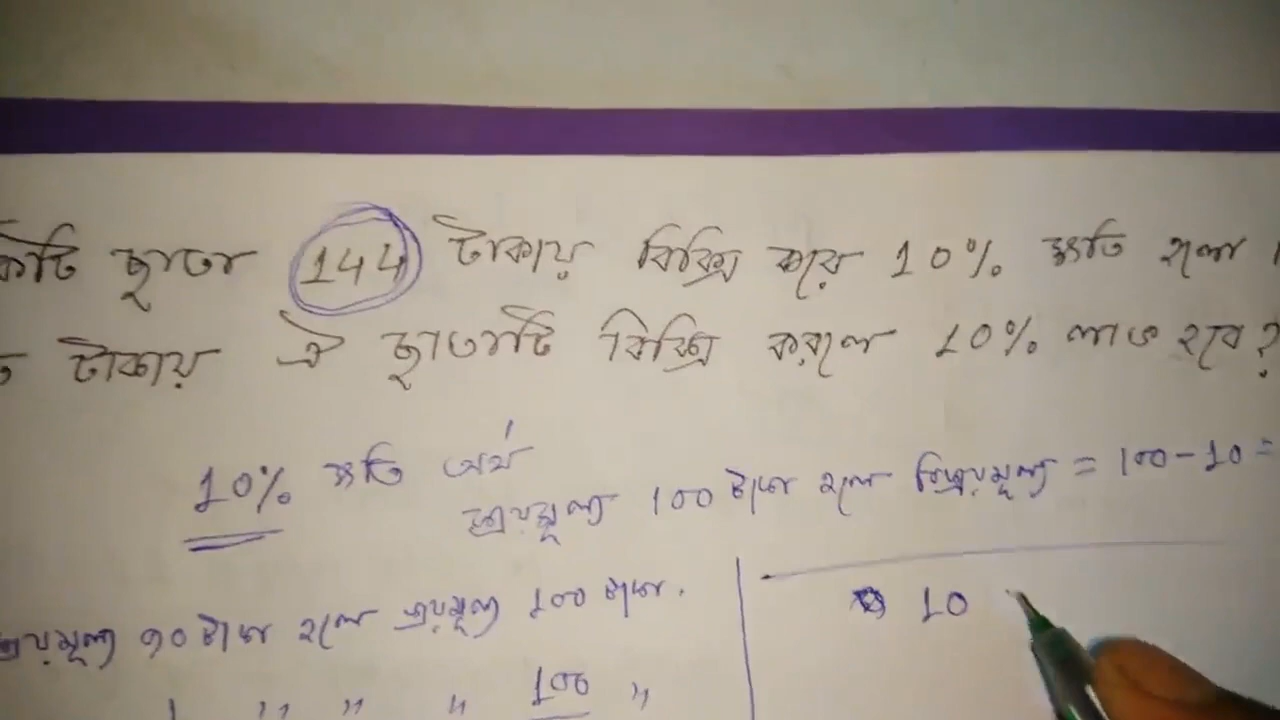 কটি ছাতা 144 টাকায় বিক্রি করে 10% ক্ষতি হলো।
ত টাকায় ঐ ছাতাটি বিক্রি করলে 10% লাভ হবে?
10% ক্ষতি অর্থ
ক্রয়মূল্য 100 টাকা হলে বিক্রয়মূল্য = 100 - 10 =
ক্রয়মূল্য 90 টাকা হলে ক্রয়মূল্য 100 টাকা.
1 " " " 100 "
10